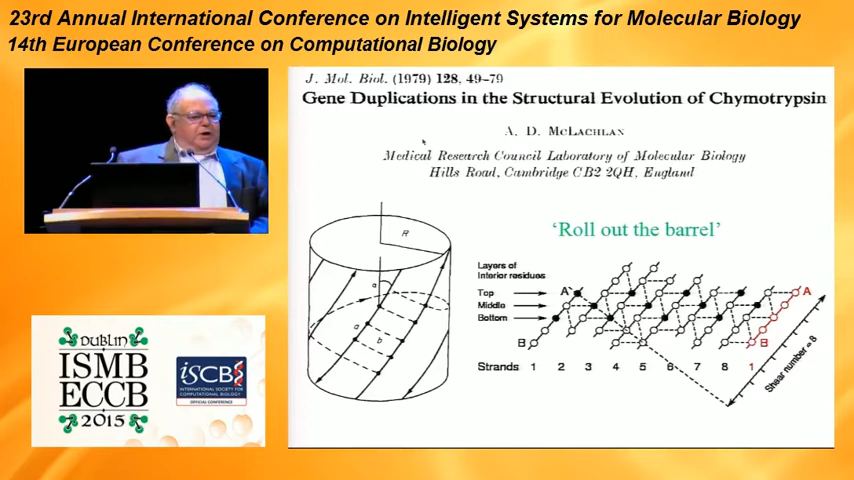 23rd Annual International Conference on Intelligent Systems for Molecular Biology
14th European Conference on Computational Biology
J. Mol. Biol. (1979) 128, 49–79
Gene Duplications in the Structural Evolution of Chymotrypsin
A. D. McLACHLAN
Medical Research Council Laboratory of Molecular Biology
Hills Road, Cambridge CB2 2QH, England
'Roll out the barrel'
R
α
a
b
Layers of
Interior residues
Top
Middle
Bottom
A'
A
B
B
Strands 1 2 3 4 5 6 7 8 1
Shear number = 8
DUBLIN
ISMB
ECCB
2015
ISCB
INTERNATIONAL SOCIETY FOR
COMPUTATIONAL BIOLOGY
OFFICIAL CONFERENCE